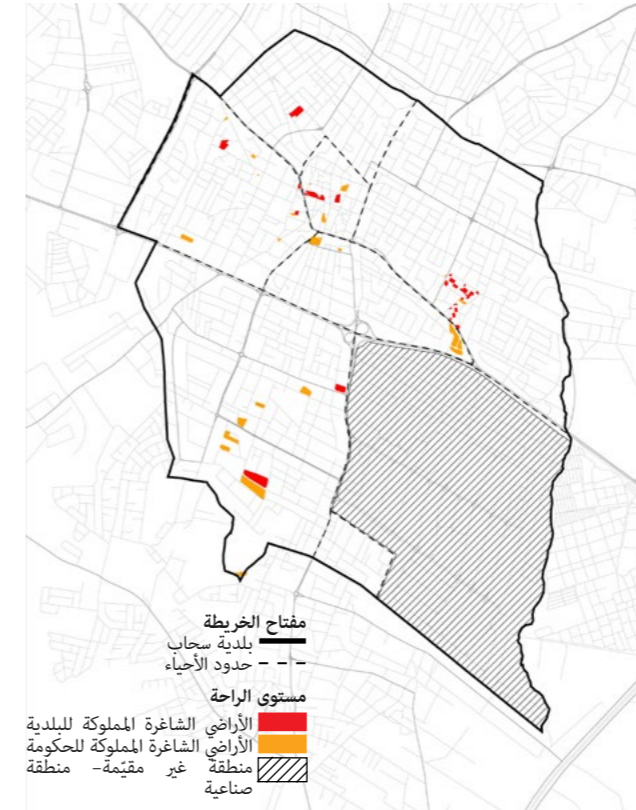 مفتاح الخريطة
بلدية سحاب
حدود الأحياء
مستوى الراحة
الأراضي الشاغرة المملوكة للبلدية
الأراضي الشاغرة المملوكة للحكومة
منطقة غير مقيّمة– منطقة
صناعية